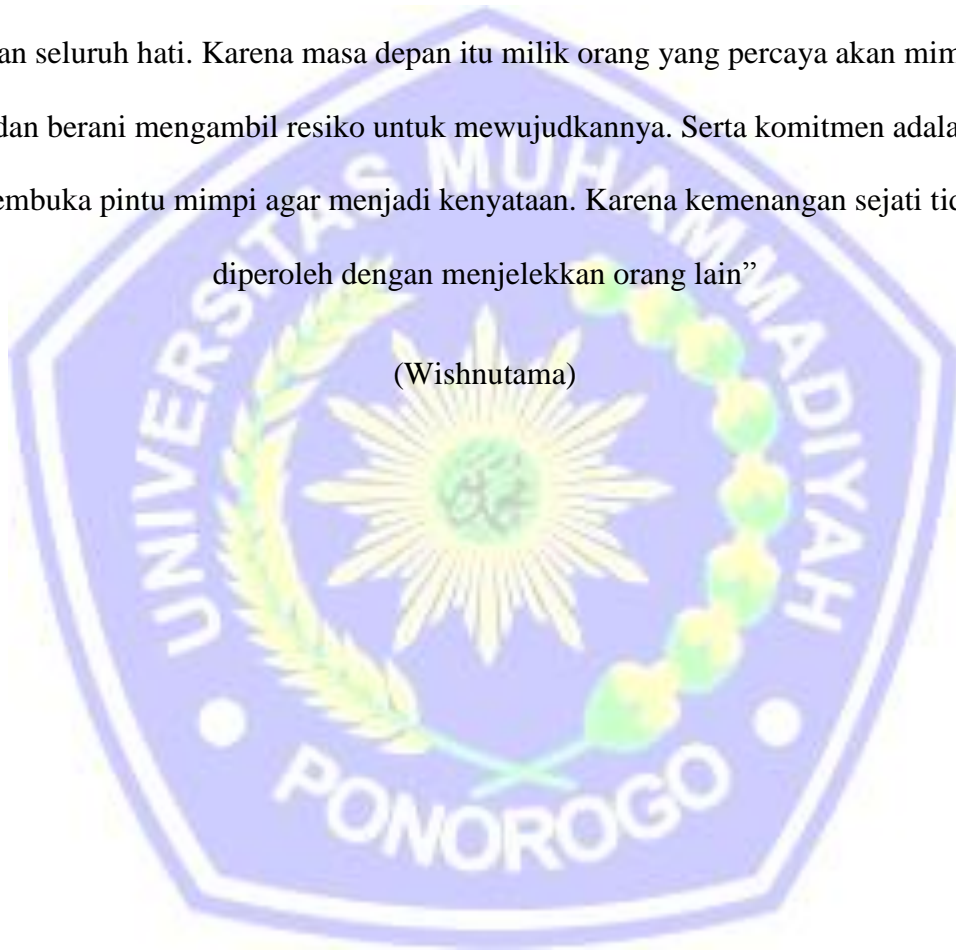 an seluruh hati. Karena masa depan itu milik orang yang percaya akan mim
dan berani mengambil resiko untuk mewujudkannya. Serta komitmen adala
embuka pintu mimpi agar menjadi kenyataan. Karena kemenangan sejati tid
diperoleh dengan menjelekkan orang lain”
(Wishnutama)
UNIVERSITAS MUHAMMADIYAH
PONOROGO